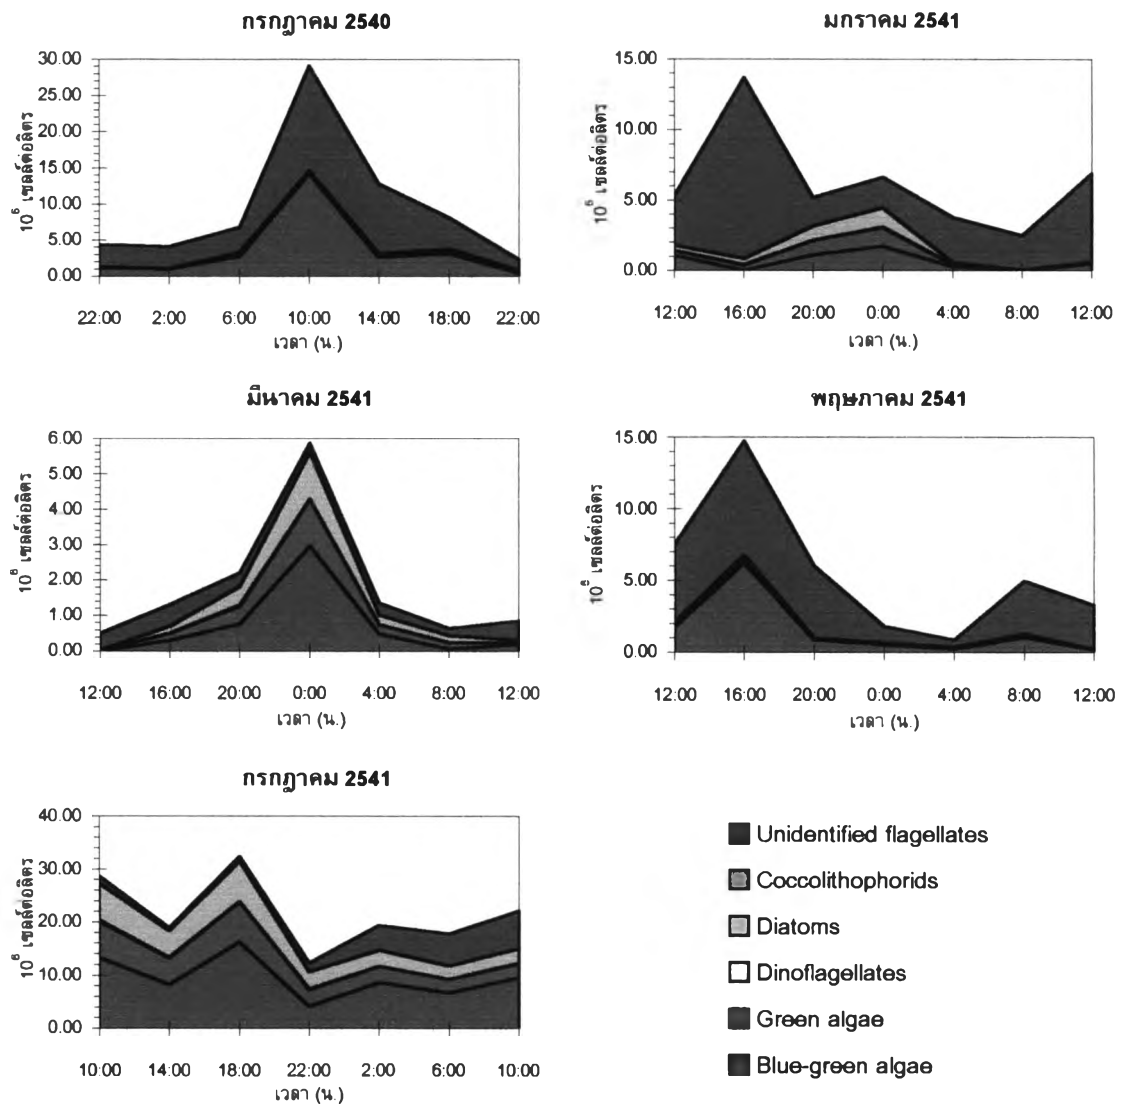 กรกฎาคม 2540
30.00
25.00
20.00
15.00
10.00
5.00
0.00
10⁶ เซลล์ต่อลิตร
22:00 2:00 6:00 10:00 14:00 18:00 22:00
เวลา (น.)
มกราคม 2541
15.00
10.00
5.00
0.00
10⁶ เซลล์ต่อลิตร
12:00 16:00 20:00 0:00 4:00 8:00 12:00
เวลา (น.)
มีนาคม 2541
6.00
5.00
4.00
3.00
2.00
1.00
0.00
10⁶ เซลล์ต่อลิตร
12:00 16:00 20:00 0:00 4:00 8:00 12:00
เวลา (น.)
พฤษภาคม 2541
15.00
10.00
5.00
0.00
10⁶ เซลล์ต่อลิตร
12:00 16:00 20:00 0:00 4:00 8:00 12:00
เวลา (น.)
กรกฎาคม 2541
40.00
30.00
20.00
10.00
0.00
10⁶ เซลล์ต่อลิตร
10:00 14:00 18:00 22:00 2:00 6:00 10:00
เวลา (น.)
Unidentified flagellates
Coccolithophorids
Diatoms
Dinoflagellates
Green algae
Blue-green algae